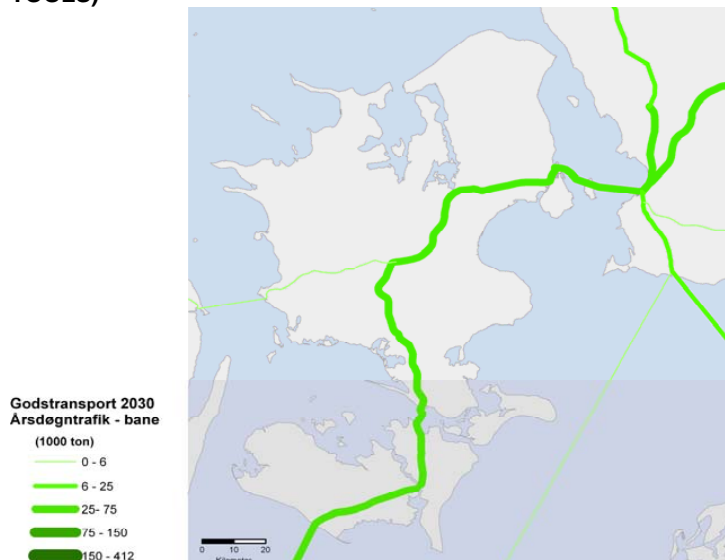 Godstransport 2030
Årsdøgntrafik - bane
(1000 ton)
0 - 6
6 - 25
25- 75
75 - 150
150 - 412
0 10 20